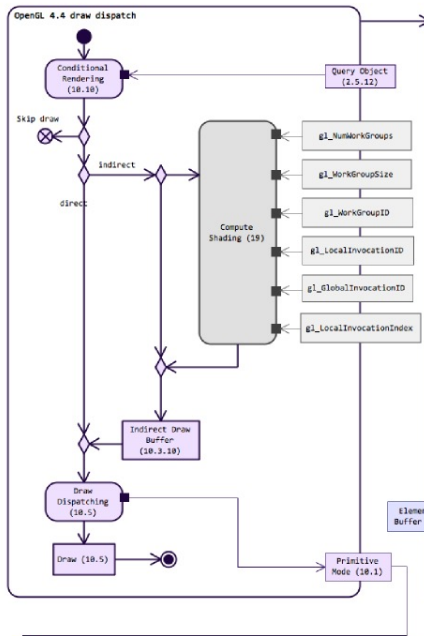 OpenGL 4.4 draw dispatch
Conditional
Rendering
(10.10)
Query Object
(2.5.12)
Skip draw
indirect
direct
gl_NumWorkGroups
gl_WorkGroupSize
gl_WorkGroupID
Compute
Shading (19)
gl_LocalInvocationID
gl_GlobalInvocationID
gl_LocalInvocationIndex
Indirect Draw
Buffer
(10.3.10)
Draw
Dispatching
(10.5)
Elemen
Buffer
Draw (10.5)
Primitive
Mode (10.1)